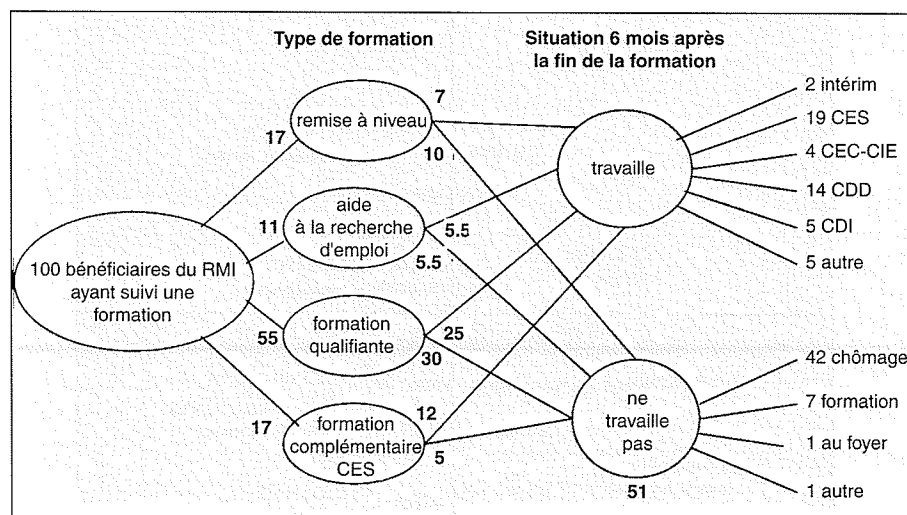 Type de formation
Situation 6 mois après
la fin de la formation
100 bénéficiaires du RMI
ayant suivi une
formation
17
remise à niveau
7
10
11
aide
à la recherche
d'emploi
5.5
5.5
55
formation
qualifiante
25
30
17
formation
complémentaire
CES
12
5
travaille
2 intérim
19 CES
4 CEC-CIE
14 CDD
5 CDI
5 autre
ne
travaille
pas
51
42 chômage
7 formation
1 au foyer
1 autre